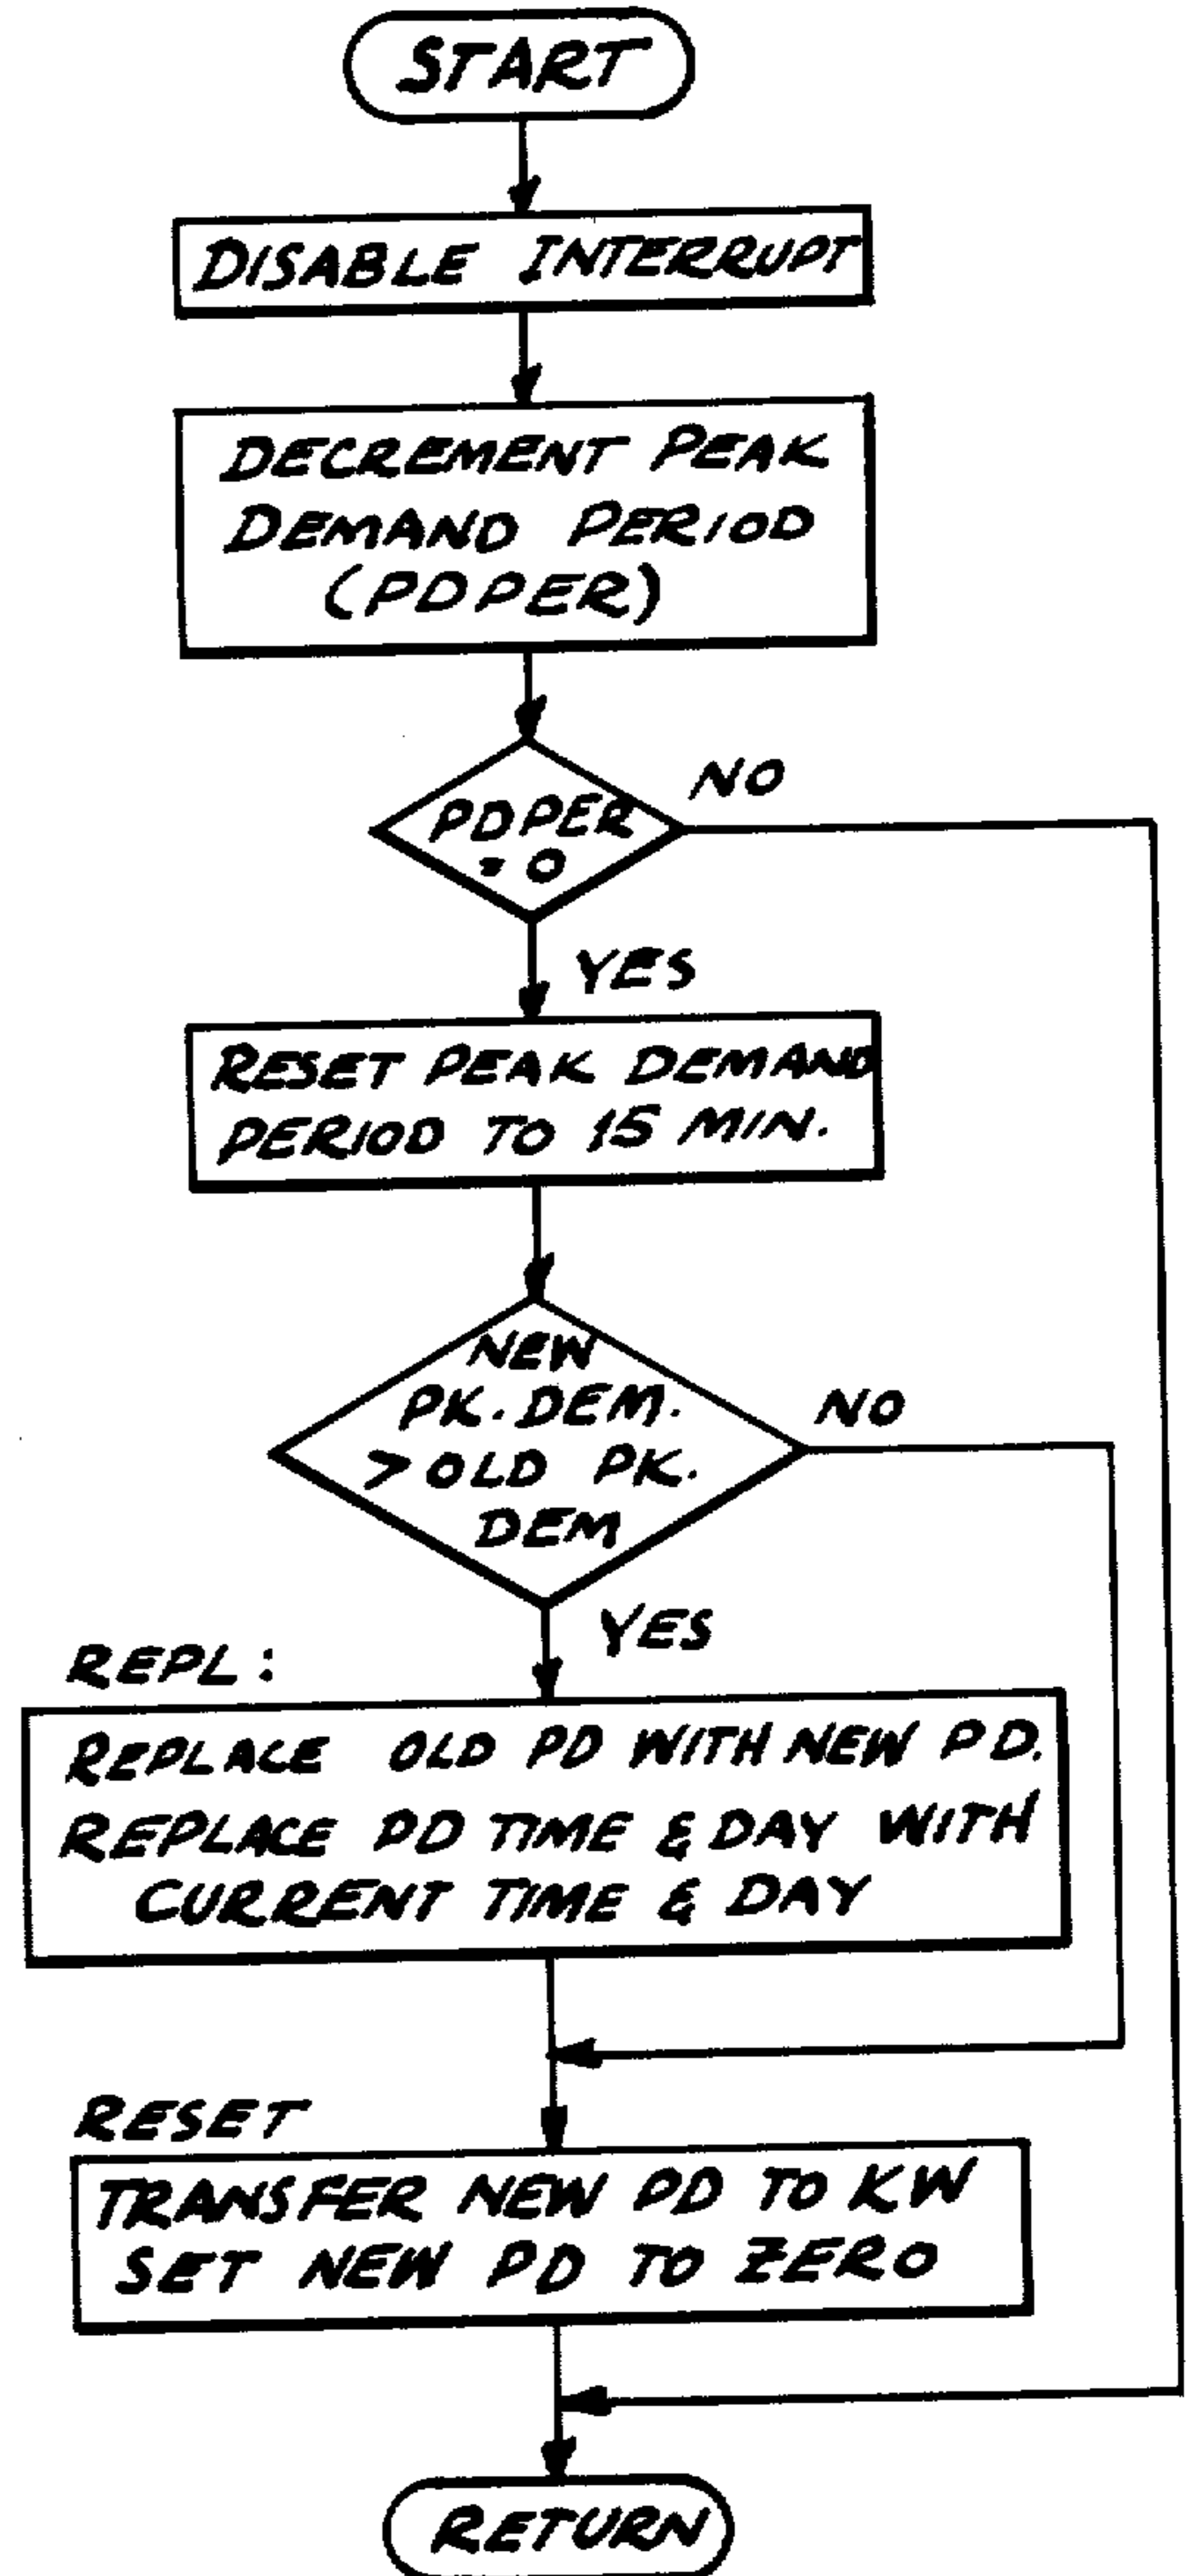 START
DISABLE INTERRUPT
DECREMENT PEAK
DEMAND PERIOD
(PDPER)
PDPER
= 0
NO
YES
RESET PEAK DEMAND
PERIOD TO 15 MIN.
NEW
PK. DEM.
> OLD PK.
DEM
NO
YES
REPL:
REPLACE OLD PD WITH NEW PD.
REPLACE PD TIME & DAY WITH
CURRENT TIME & DAY
RESET
TRANSFER NEW PD TO KW
SET NEW PD TO ZERO
RETURN